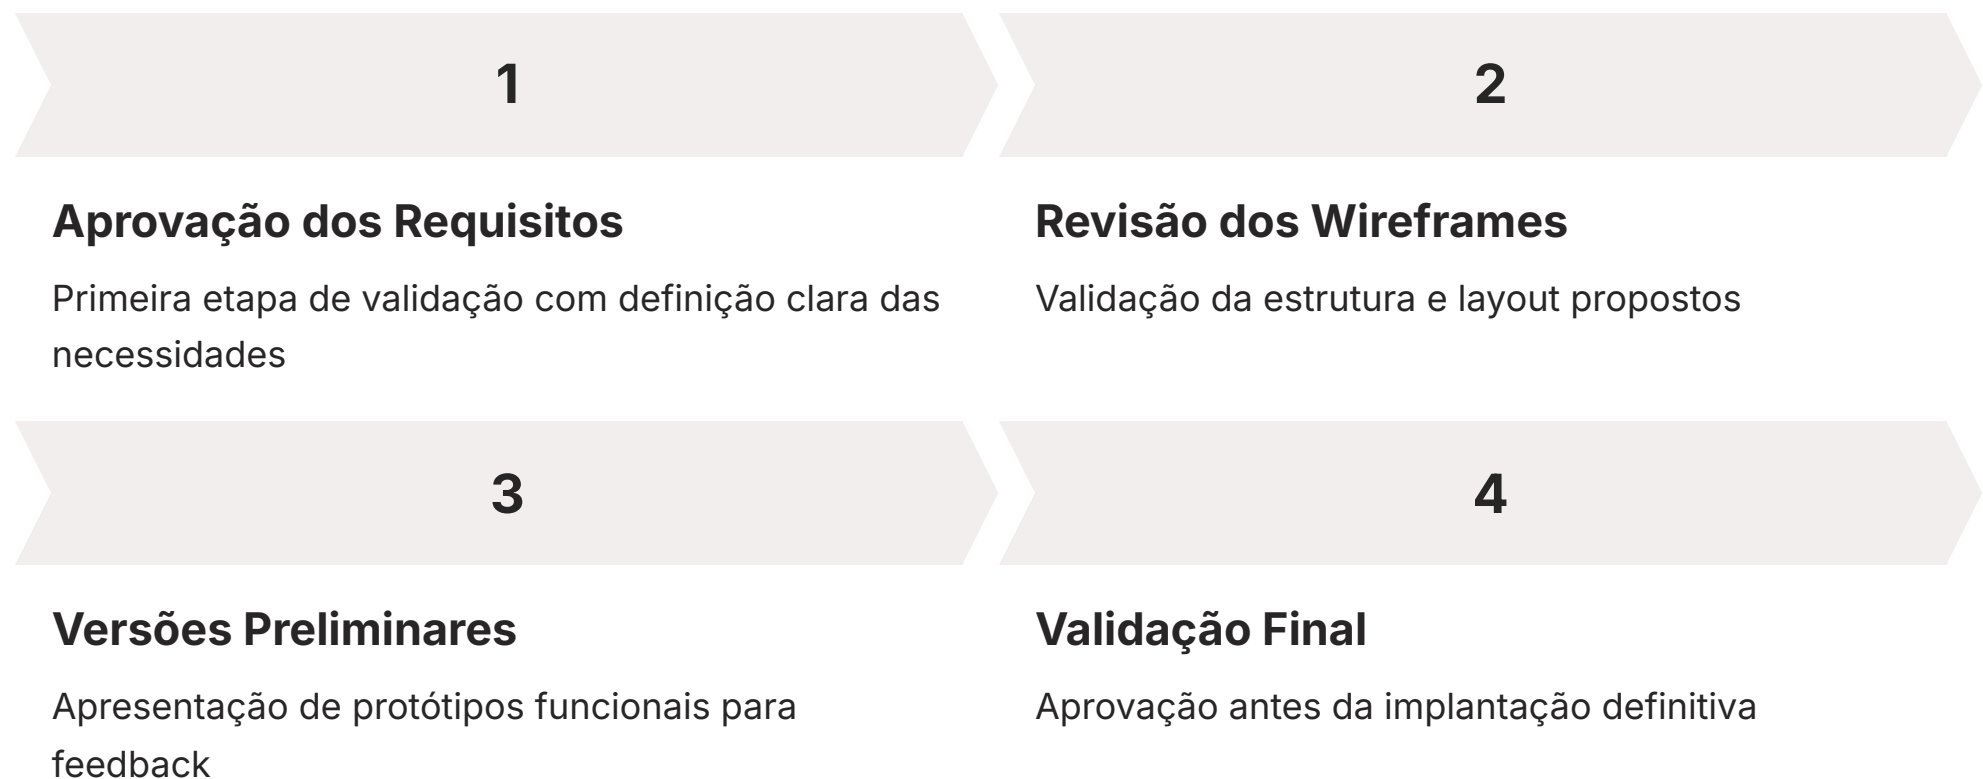 1
Aprovação dos Requisitos
Primeira etapa de validação com definição clara das
necessidades
2
Revisão dos Wireframes
Validação da estrutura e layout propostos
3
Versões Preliminares
Apresentação de protótipos funcionais para
feedback
4
Validação Final
Aprovação antes da implantação definitiva